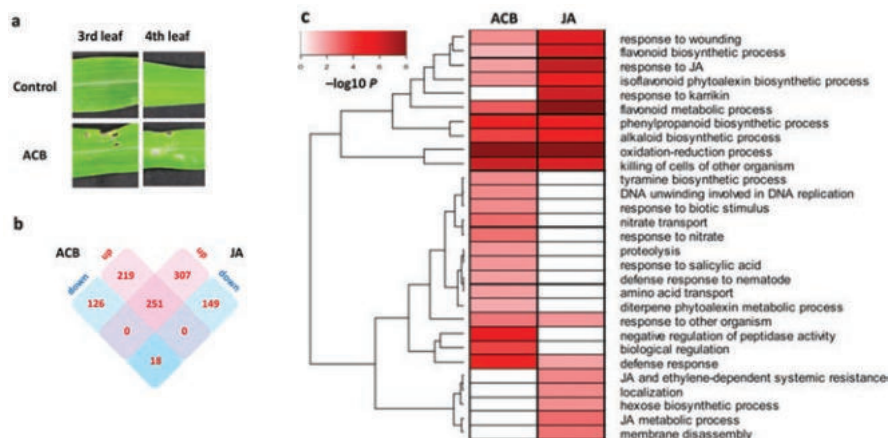 a
3rd leaf 4th leaf
Control
ACB
b
ACB up up JA
down 219 307 down
126 251 149
0 0
18
c
ACB JA
0 2 4 6 8
−log10 P
response to wounding
flavonoid biosynthetic process
response to JA
isoflavonoid phytoalexin biosynthetic process
response to karrikin
flavonoid metabolic process
phenylpropanoid biosynthetic process
alkaloid biosynthetic process
oxidation-reduction process
killing of cells of other organism
tyramine biosynthetic process
DNA unwinding involved in DNA replication
response to biotic stimulus
nitrate transport
response to nitrate
proteolysis
response to salicylic acid
defense response to nematode
amino acid transport
diterpene phytoalexin metabolic process
response to other organism
negative regulation of peptidase activity
biological regulation
defense response
JA and ethylene-dependent systemic resistances
localization
hexose biosynthetic process
JA metabolic process
membrane disassembly